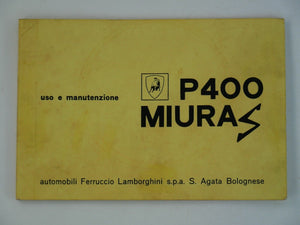 P400
uso e manutenzione
MIURA S
automobili Ferruccio Lamborghini s.p.a. S. Agata Bolognese